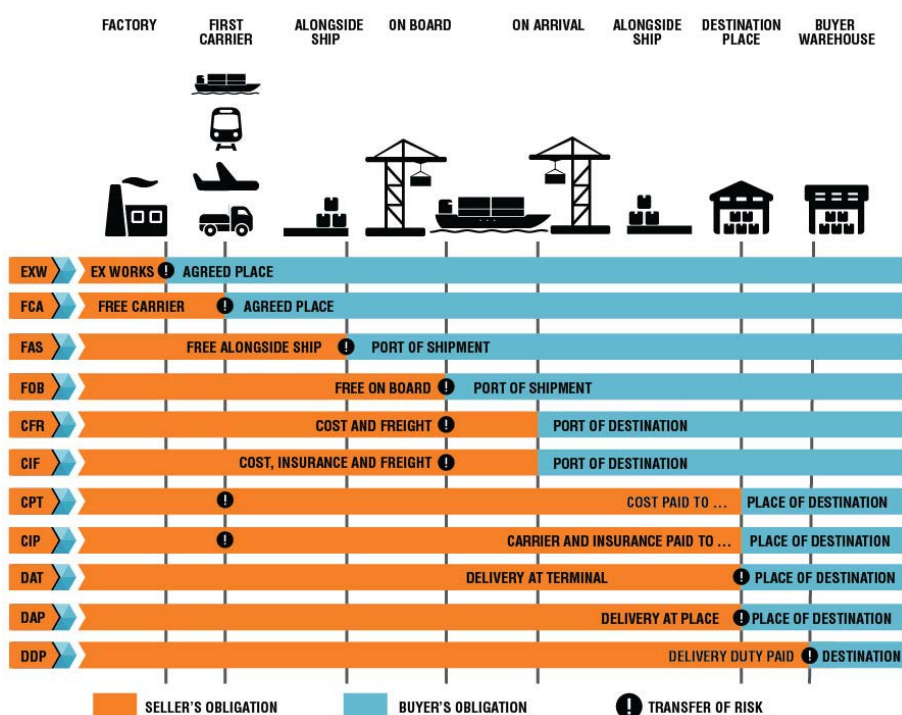 FACTORY
FIRST CARRIER
ALONGSIDE SHIP
ON BOARD
ON ARRIVAL
ALONGSIDE SHIP
DESTINATION PLACE
BUYER WAREHOUSE
EXW EX WORKS ! AGREED PLACE
FCA FREE CARRIER ! AGREED PLACE
FAS FREE ALONGSIDE SHIP ! PORT OF SHIPMENT
FOB FREE ON BOARD ! PORT OF SHIPMENT
CFR COST AND FREIGHT ! PORT OF DESTINATION
CIF COST, INSURANCE AND FREIGHT ! PORT OF DESTINATION
CPT ! COST PAID TO ... PLACE OF DESTINATION
CIP ! CARRIER AND INSURANCE PAID TO ... PLACE OF DESTINATION
DAT DELIVERY AT TERMINAL ! PLACE OF DESTINATION
DAP DELIVERY AT PLACE ! PLACE OF DESTINATION
DDP DELIVERY DUTY PAID ! DESTINATION
SELLER'S OBLIGATION BUYER'S OBLIGATION ! TRANSFER OF RISK